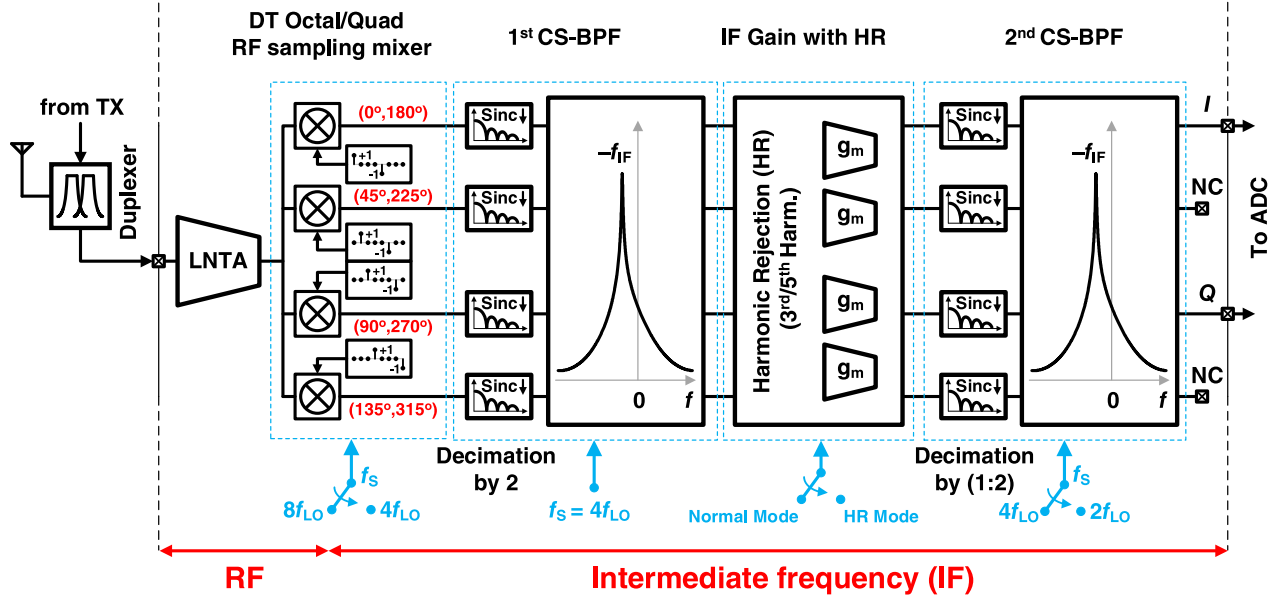 DT Octal/Quad
RF sampling mixer
1st CS-BPF
IF Gain with HR
2nd CS-BPF
from TX
Duplexer
LNTA
(0º,180º)
+1
-1
(45º,225º)
+1
-1
+1
-1
(90º,270º)
+1
-1
(135º,315º)
Sinc
Sinc
Sinc
Sinc
−fIF
0
f
Harmonic Rejection (HR)
(3rd/5th Harm.)
gm
gm
gm
gm
Sinc
Sinc
Sinc
Sinc
−fIF
0
f
I
NC
Q
NC
To ADC
fS
8fLO
4fLO
Decimation
by 2
fS = 4fLO
Normal Mode
HR Mode
Decimation
by (1:2)
fS
4fLO
2fLO
RF
Intermediate frequency (IF)